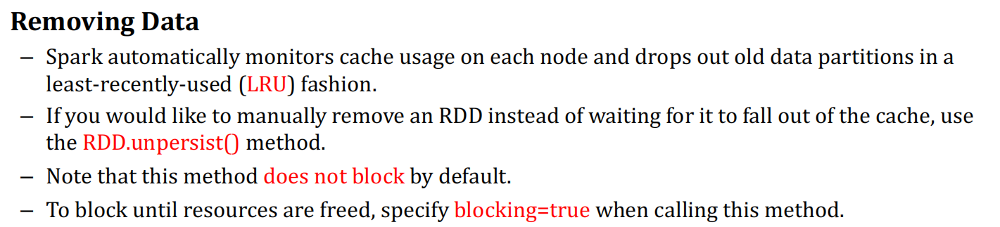 Removing Data
– Spark automatically monitors cache usage on each node and drops out old data partitions in a
least-recently-used (LRU) fashion.
– If you would like to manually remove an RDD instead of waiting for it to fall out of the cache, use
the RDD.unpersist() method.
– Note that this method does not block by default.
– To block until resources are freed, specify blocking=true when calling this method.